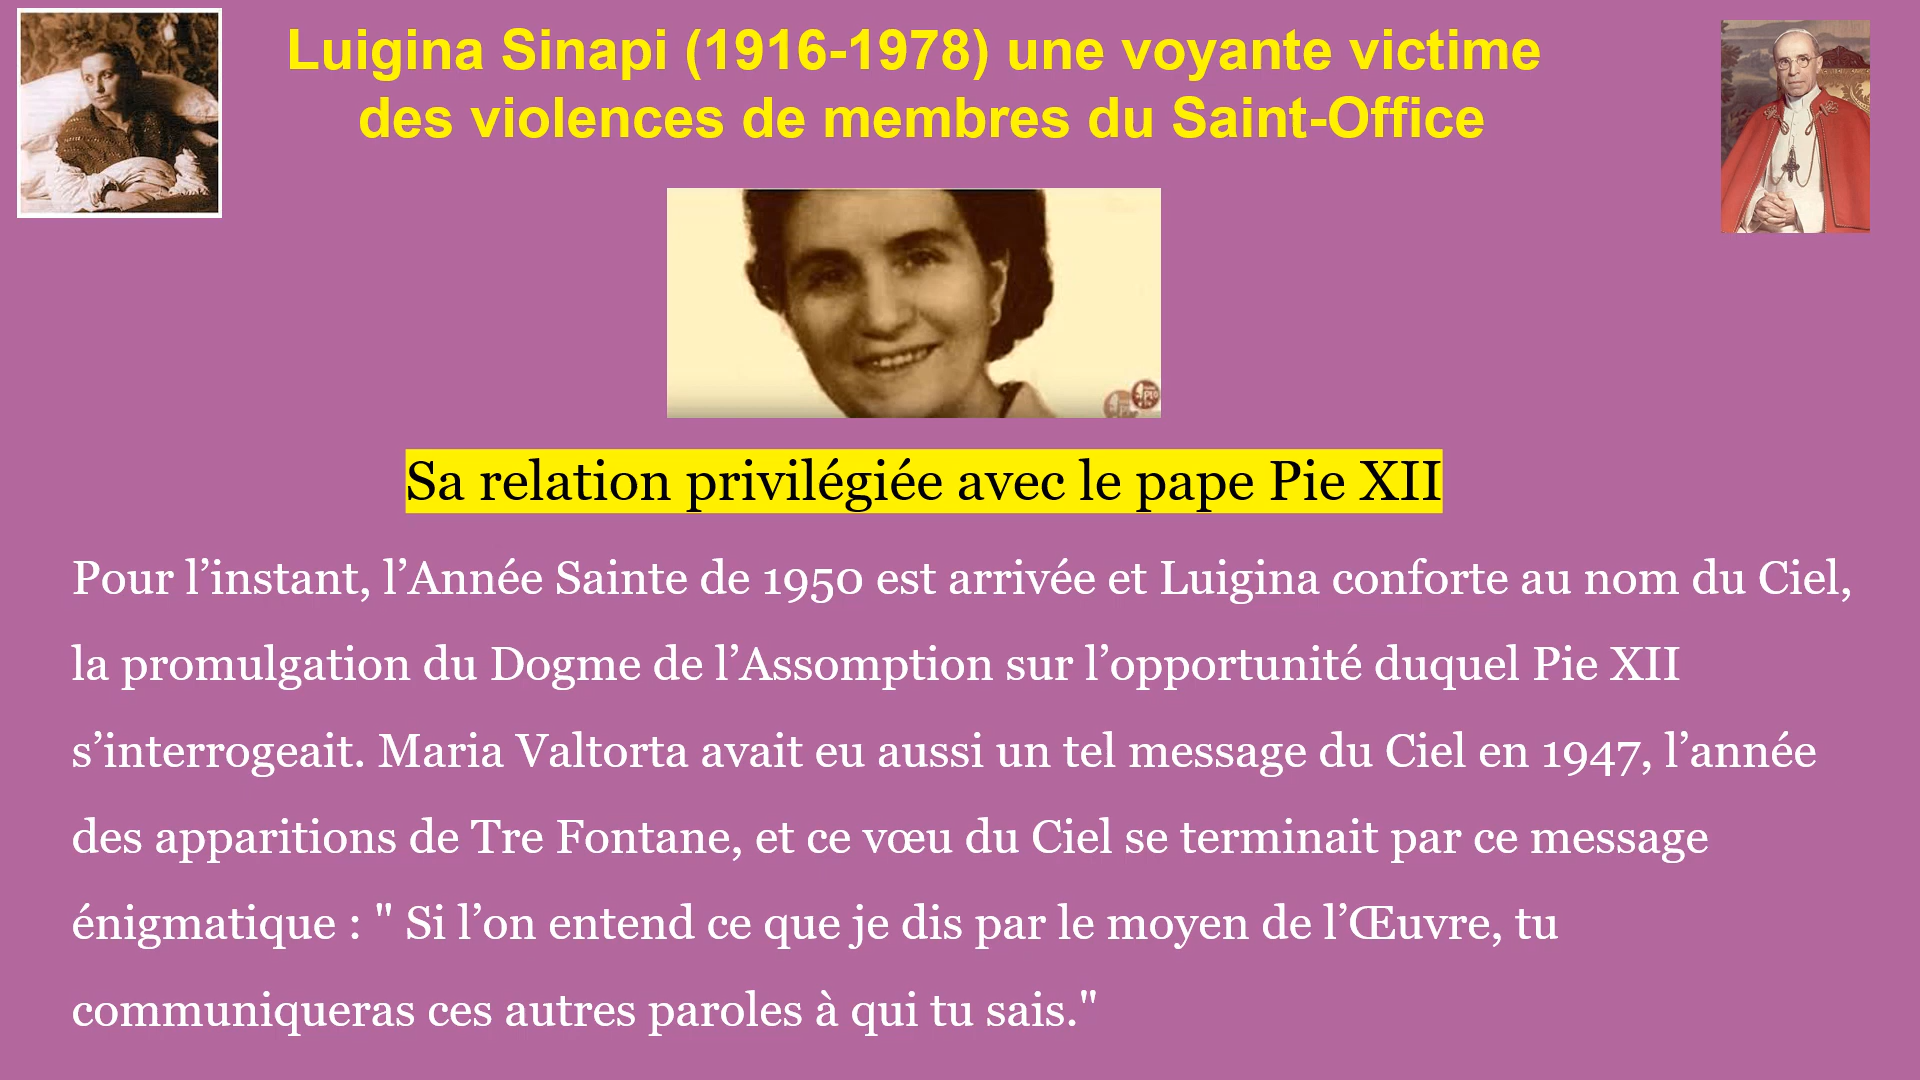 Luigina Sinapi (1916-1978) une voyante victime
des violences de membres du Saint-Office
Sa relation privilégiée avec le pape Pie XII
Pour l’instant, l’Année Sainte de 1950 est arrivée et Luigina conforte au nom du Ciel,
la promulgation du Dogme de l’Assomption sur l’opportunité duquel Pie XII
s’interrogeait. Maria Valtorta avait eu aussi un tel message du Ciel en 1947, l’année
des apparitions de Tre Fontane, et ce vœu du Ciel se terminait par ce message
énigmatique : " Si l’on entend ce que je dis par le moyen de l’Œuvre, tu
communiqueras ces autres paroles à qui tu sais."